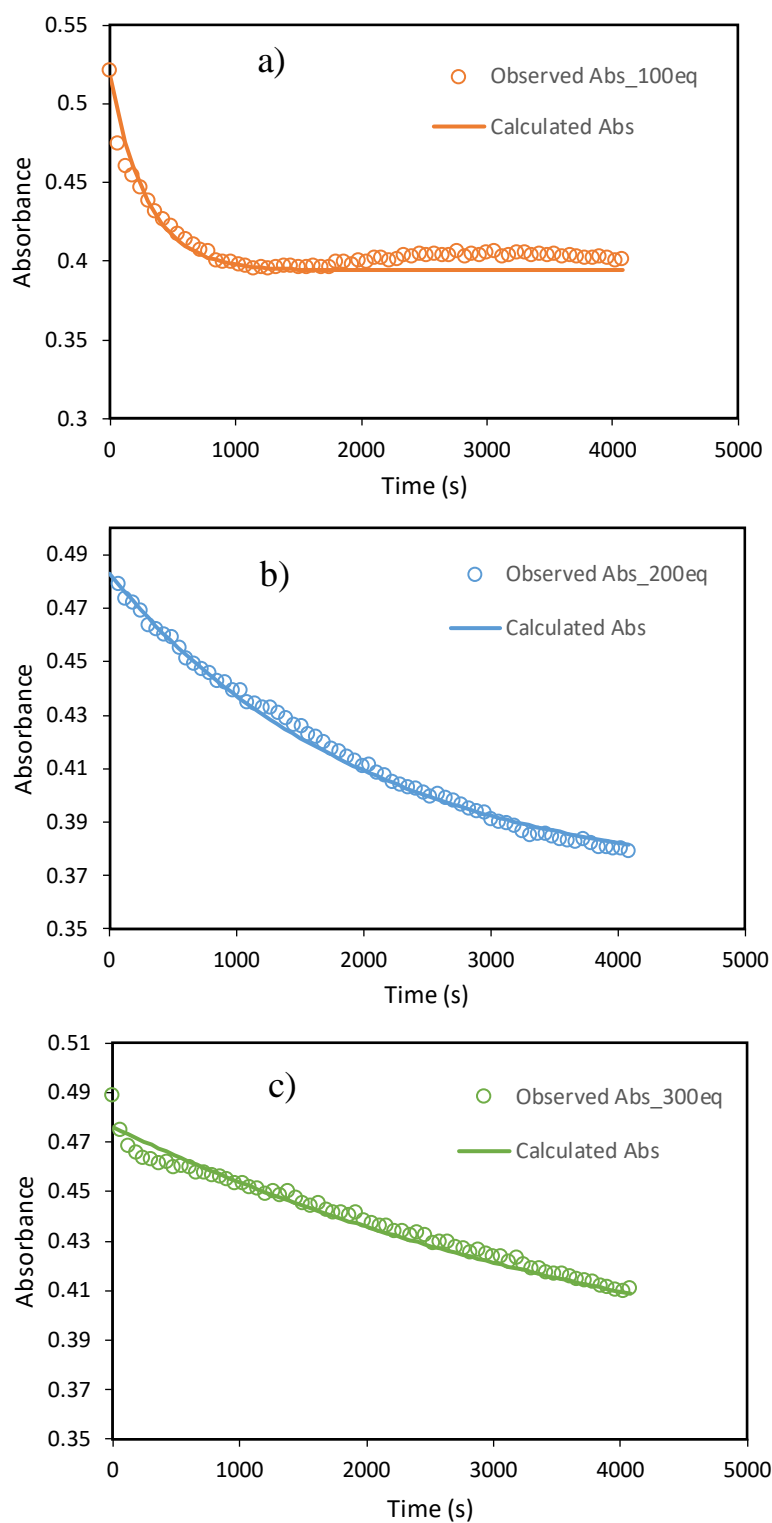 0.55
a)
Observed Abs_100eq
0.5
Calculated Abs
0.45
Absorbance
0.4
0.35
0.3
0 1000 2000 3000 4000 5000
Time (s)
0.49
b)
Observed Abs_200eq
0.47
Calculated Abs
0.45
0.43
Absorbance
0.41
0.39
0.37
0.35
0 1000 2000 3000 4000 5000
Time (s)
0.51
c)
0.49
Observed Abs_300eq
0.47
Calculated Abs
0.45
Absorbance
0.43
0.41
0.39
0.37
0.35
0 1000 2000 3000 4000 5000
Time (s)